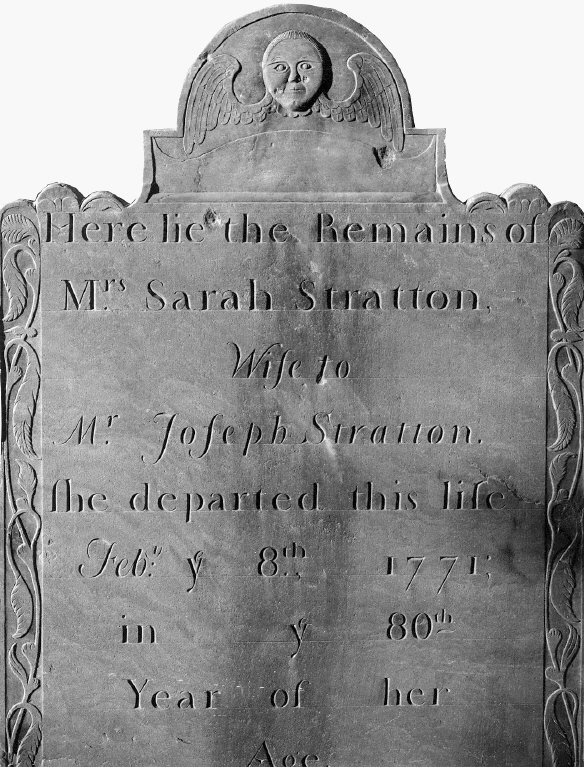 Here lie the Remains of
Mrs. Sarah Stratton,
Wife to
Mr. Joſeph Stratton.
ſhe departed this life
Feby. ye 8th. 1771;
in ye 80th
Year of her
Age.